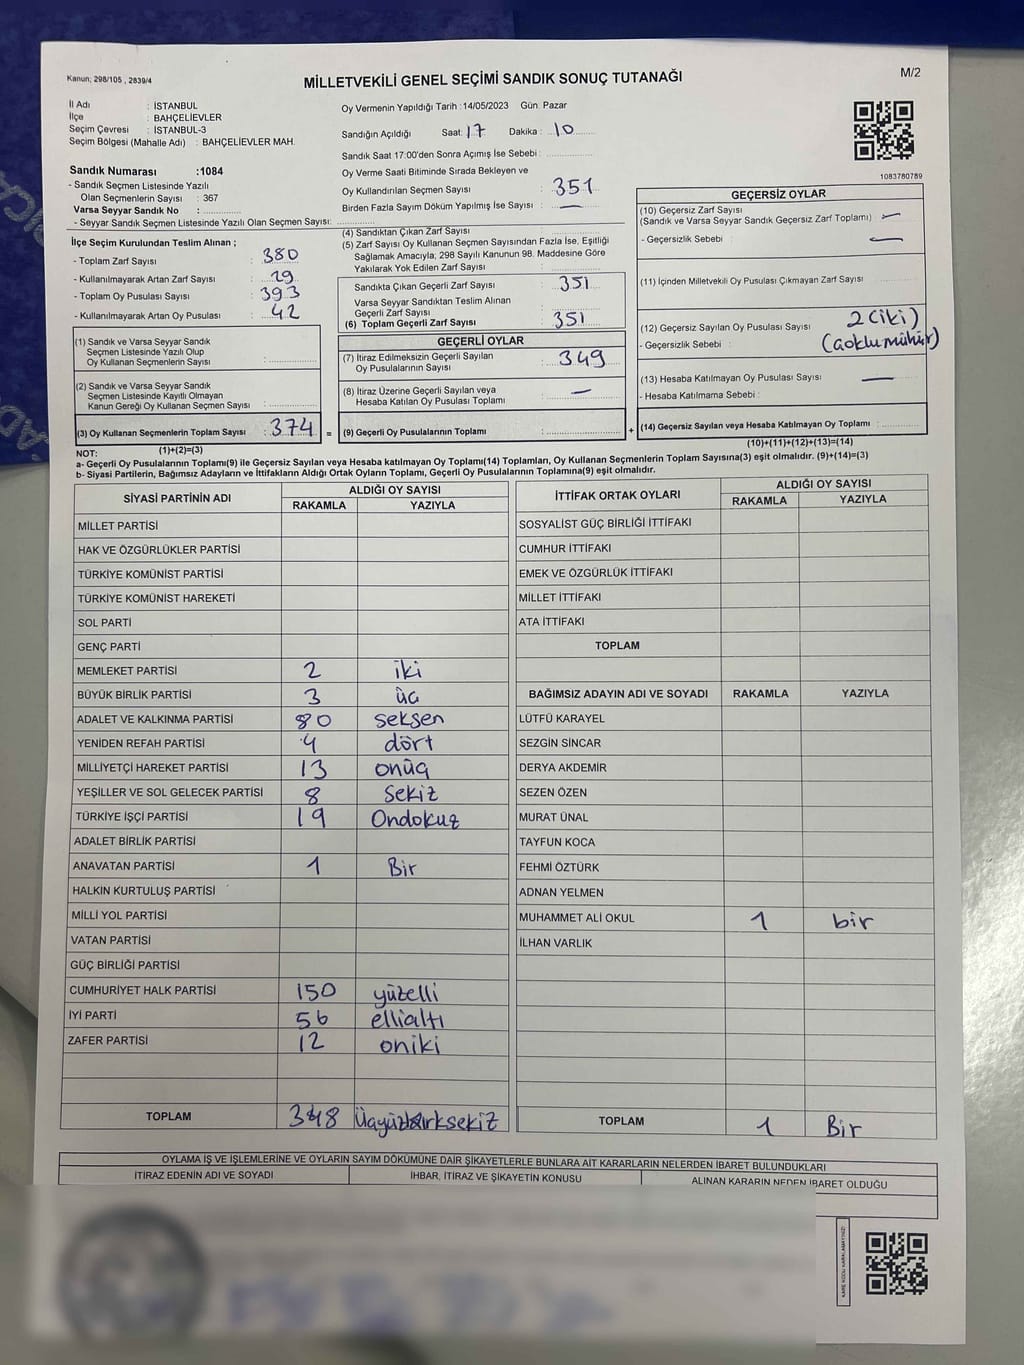 Kanun; 298/105 , 2839/4
MİLLETVEKİLİ GENEL SEÇİMİ SANDIK SONUÇ TUTANAĞI
M/2
İl Adı : İSTANBUL
İlçe : BAHÇELİEVLER
Seçim Çevresi : İSTANBUL-3
Seçim Bölgesi (Mahalle Adı) : BAHÇELİEVLER MAH.
Sandık Numarası :1084
- Sandık Seçmen Listesinde Yazılı
Olan Seçmenlerin Sayısı : 367
Varsa Seyyar Sandık No :
- Seyyar Sandık Seçmen Listesinde Yazılı Olan Seçmen Sayısı:
Oy Vermenin Yapıldığı Tarih :14/05/2023 Gün: Pazar
Sandığın Açıldığı Saat: 17 Dakika : 10
Sandık Saat 17:00'den Sonra Açımış İse Sebebi :
Oy Verme Saati Bitiminde Sırada Bekleyen ve
Oy Kullandırılan Seçmen Sayısı : 351
Birden Fazla Sayım Döküm Yapılmış İse Sayısı : —
1083780789
İlçe Seçim Kurulundan Teslim Alınan ;
- Toplam Zarf Sayısı : 380
- Kullanılmayarak Artan Zarf Sayısı : 29
- Toplam Oy Pusulası Sayısı : 393
- Kullanılmayarak Artan Oy Pusulası : 42
(1) Sandık ve Varsa Seyyar Sandık
Seçmen Listesinde Yazılı Olup
Oy Kullanan Seçmenlerin Sayısı :
(2) Sandık ve Varsa Seyyar Sandık
Seçmen Listesinde Kayıtlı Olmayan
Kanun Gereği Oy Kullanan Seçmen Sayısı :
(3) Oy Kullanan Seçmenlerin Toplam Sayısı : 374 =
(1)+(2)=(3)
(4) Sandıktan Çıkan Zarf Sayısı :
(5) Zarf Sayısı Oy Kullanan Seçmen Sayısından Fazla İse, Eşitliği
Sağlamak Amacıyla; 298 Sayılı Kanunun 98. Maddesine Göre
Yakılarak Yok Edilen Zarf Sayısı :
Sandıkta Çıkan Geçerli Zarf Sayısı : 351
Varsa Seyyar Sandıktan Teslim Alınan
Geçerli Zarf Sayısı :
(6) Toplam Geçerli Zarf Sayısı : 351
GEÇERLİ OYLAR
(7) İtiraz Edilmeksizin Geçerli Sayılan
Oy Pusulalarının Sayısı : 349
(8) İtiraz Üzerine Geçerli Sayılan veya
Hesaba Katılan Oy Pusulası Toplamı : —
(9) Geçerli Oy Pusulalarının Toplamı : +
GEÇERSİZ OYLAR
(10) Geçersiz Zarf Sayısı
(Sandık ve Varsa Seyyar Sandık Geçersiz Zarf Toplamı) : —
- Geçersizlik Sebebi : —
(11) İçinden Milletvekili Oy Pusulası Çıkmayan Zarf Sayısı :
(12) Geçersiz Sayılan Oy Pusulası Sayısı : 2 (iki)
- Geçersizlik Sebebi : (çoklu mühür)
(13) Hesaba Katılmayan Oy Pusulası Sayısı : —
- Hesaba Katılmama Sebebi :
(14) Geçersiz Sayılan veya Hesaba Katılmayan Oy Toplamı :
(10)+(11)+(12)+(13)=(14)
NOT:
a- Geçerli Oy Pusulalarının Toplamı(9) ile Geçersiz Sayılan veya Hesaba katılmayan Oy Toplamı(14) Toplamları, Oy Kullanan Seçmenlerin Toplam Sayısına(3) eşit olmalıdır. (9)+(14)=(3)
b- Siyasi Partilerin, Bağımsız Adayların ve İttifakların Aldığı Ortak Oyların Toplamı, Geçerli Oy Pusulalarının Toplamına(9) eşit olmalıdır.
SİYASİ PARTİNİN ADI ALDIĞI OY SAYISI
RAKAMLA YAZIYLA
MİLLET PARTİSİ
HAK VE ÖZGÜRLÜKLER PARTİSİ
TÜRKİYE KOMÜNİST PARTİSİ
TÜRKİYE KOMÜNİST HAREKETİ
SOL PARTİ
GENÇ PARTİ
MEMLEKET PARTİSİ 2 iki
BÜYÜK BİRLİK PARTİSİ 3 üç
ADALET VE KALKINMA PARTİSİ 80 seksen
YENİDEN REFAH PARTİSİ 4 dört
MİLLİYETÇİ HAREKET PARTİSİ 13 onüç
YEŞİLLER VE SOL GELECEK PARTİSİ 8 sekiz
TÜRKİYE İŞÇİ PARTİSİ 19 Ondokuz
ADALET BİRLİK PARTİSİ
ANAVATAN PARTİSİ 1 Bir
HALKIN KURTULUŞ PARTİSİ
MİLLİ YOL PARTİSİ
VATAN PARTİSİ
GÜÇ BİRLİĞİ PARTİSİ
CUMHURİYET HALK PARTİSİ 150 yüzelli
İYİ PARTİ 56 ellialtı
ZAFER PARTİSİ 12 oniki
TOPLAM 348 Üçyüzkırksekiz
İTTİFAK ORTAK OYLARI ALDIĞI OY SAYISI
RAKAMLA YAZIYLA
SOSYALİST GÜÇ BİRLİĞİ İTTİFAKI
CUMHUR İTTİFAKI
EMEK VE ÖZGÜRLÜK İTTİFAKI
MİLLET İTTİFAKI
ATA İTTİFAKI
TOPLAM
BAĞIMSIZ ADAYIN ADI VE SOYADI RAKAMLA YAZIYLA
LÜTFÜ KARAYEL
SEZGİN SİNCAR
DERYA AKDEMİR
SEZEN ÖZEN
MURAT ÜNAL
TAYFUN KOCA
FEHMİ ÖZTÜRK
ADNAN YELMEN
MUHAMMET ALİ OKUL 1 bir
İLHAN VARLIK
TOPLAM 1 Bir
OYLAMA İŞ VE İŞLEMLERİNE VE OYLARIN SAYIM DÖKÜMÜNE DAİR ŞİKAYETLERLE BUNLARA AİT KARARLARIN NELERDEN İBARET BULUNDUKLARI
İTİRAZ EDENİN ADI VE SOYADI İHBAR, İTİRAZ VE ŞİKAYETİN KONUSU ALINAN KARARIN NEDEN İBARET OLDUĞU